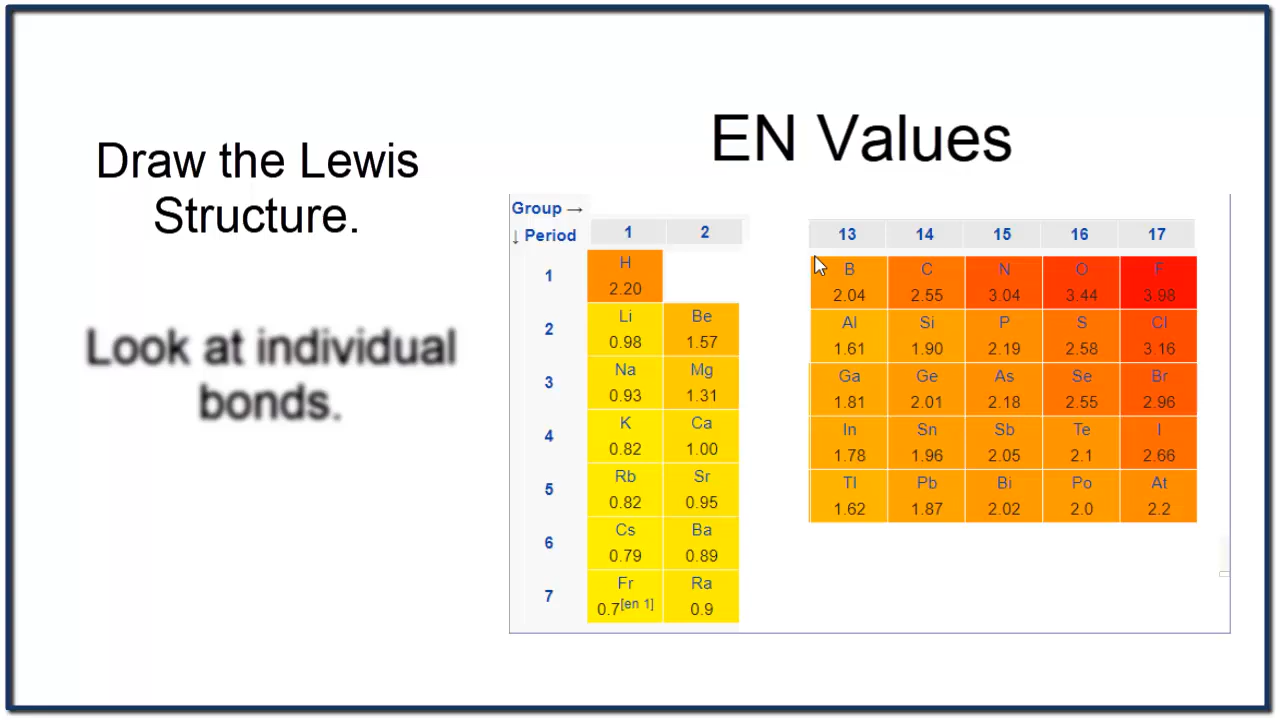 Draw the Lewis
Structure.
Look at individual
bonds.
EN Values
Group →
↓ Period 1 2 13 14 15 16 17
1 H B C N O F
2.20 2.04 2.55 3.04 3.44 3.98
2 Li Be Al Si P S Cl
0.98 1.57 1.61 1.90 2.19 2.58 3.16
3 Na Mg Ga Ge As Se Br
0.93 1.31 1.81 2.01 2.18 2.55 2.96
4 K Ca In Sn Sb Te I
0.82 1.00 1.78 1.96 2.05 2.1 2.66
5 Rb Sr Tl Pb Bi Po At
0.82 0.95 1.62 1.87 2.02 2.0 2.2
6 Cs Ba
0.79 0.89
7 Fr Ra
0.7[en 1] 0.9